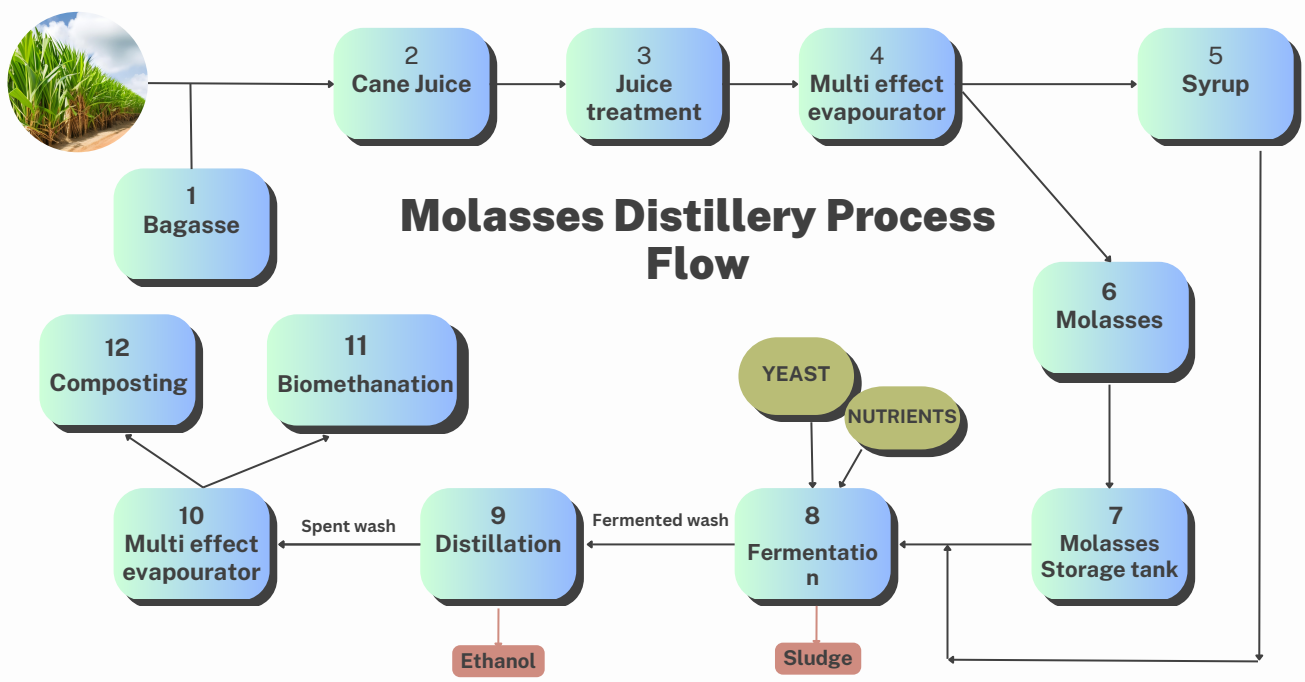 2
Cane Juice
3
Juice
treatment
4
Multi effect
evapourator
5
Syrup
1
Bagasse
Molasses Distillery Process
Flow
6
Molasses
12
Composting
11
Biomethanation
YEAST
NUTRIENTS
10
Multi effect
evapourator
Spent wash
9
Distillation
Fermented wash
8
Fermentatio
n
7
Molasses
Storage tank
Ethanol
Sludge